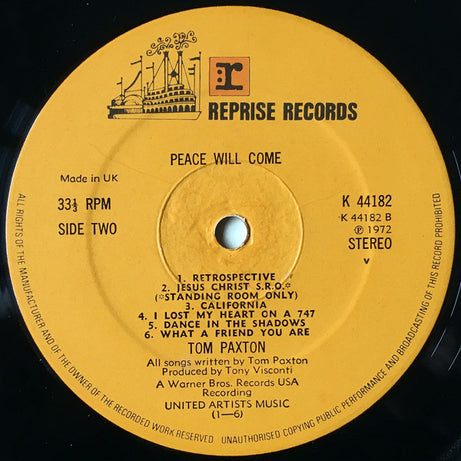 r
REPRISE RECORDS
PEACE WILL COME
Made in UK
33⅓ RPM
SIDE TWO
K 44182
K 44182 B
℗ 1972
STEREO
v
1. RETROSPECTIVE
2. JESUS CHRIST S.R.O.*
(*STANDING ROOM ONLY)
3. CALIFORNIA
4. I LOST MY HEART ON A 747
5. DANCE IN THE SHADOWS
6. WHAT A FRIEND YOU ARE
TOM PAXTON
All songs written by Tom Paxton
Produced by Tony Visconti
A Warner Bros. Records USA
Recording
UNITED ARTISTS MUSIC
(1—6)
ALL RIGHTS OF THE MANUFACTURER AND OF THE OWNER OF THE RECORDED WORK RESERVED UNAUTHORISED COPYING PUBLIC PERFORMANCE AND BROADCASTING OF THIS RECORD PROHIBITED